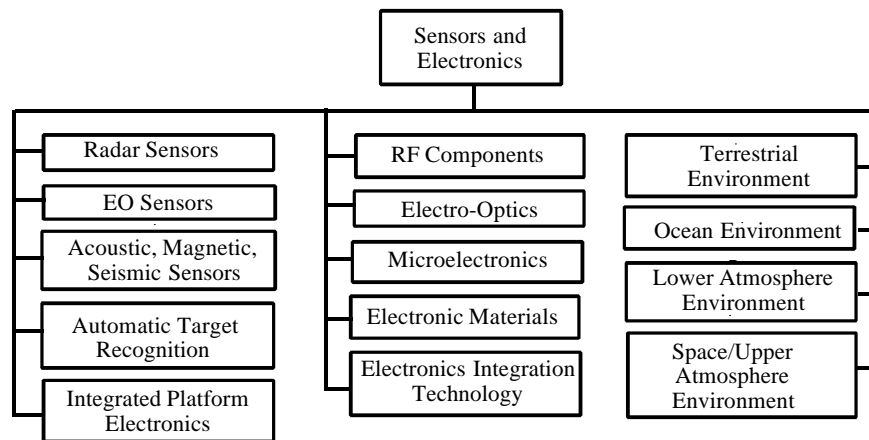 Sensors and
Electronics
Radar Sensors
EO Sensors
Acoustic, Magnetic,
Seismic Sensors
Automatic Target
Recognition
Integrated Platform
Electronics
RF Components
Electro-Optics
Microelectronics
Electronic Materials
Electronics Integration
Technology
Terrestrial
Environment
Ocean Environment
Lower Atmosphere
Environment
Space/Upper
Atmosphere
Environment